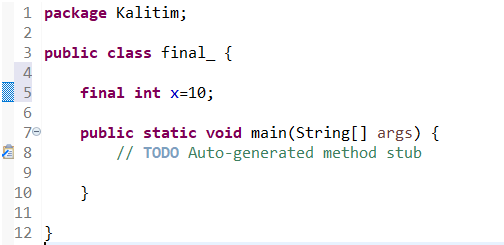 1 package Kalitim;
2
3 public class final_ {
4
5     final int x=10;
6
7     public static void main(String[] args) {
8         // TODO Auto-generated method stub
9
10     }
11
12 }